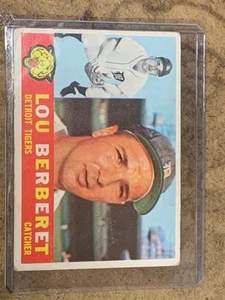 LOU BERBERET
DETROIT TIGERS
CATCHER